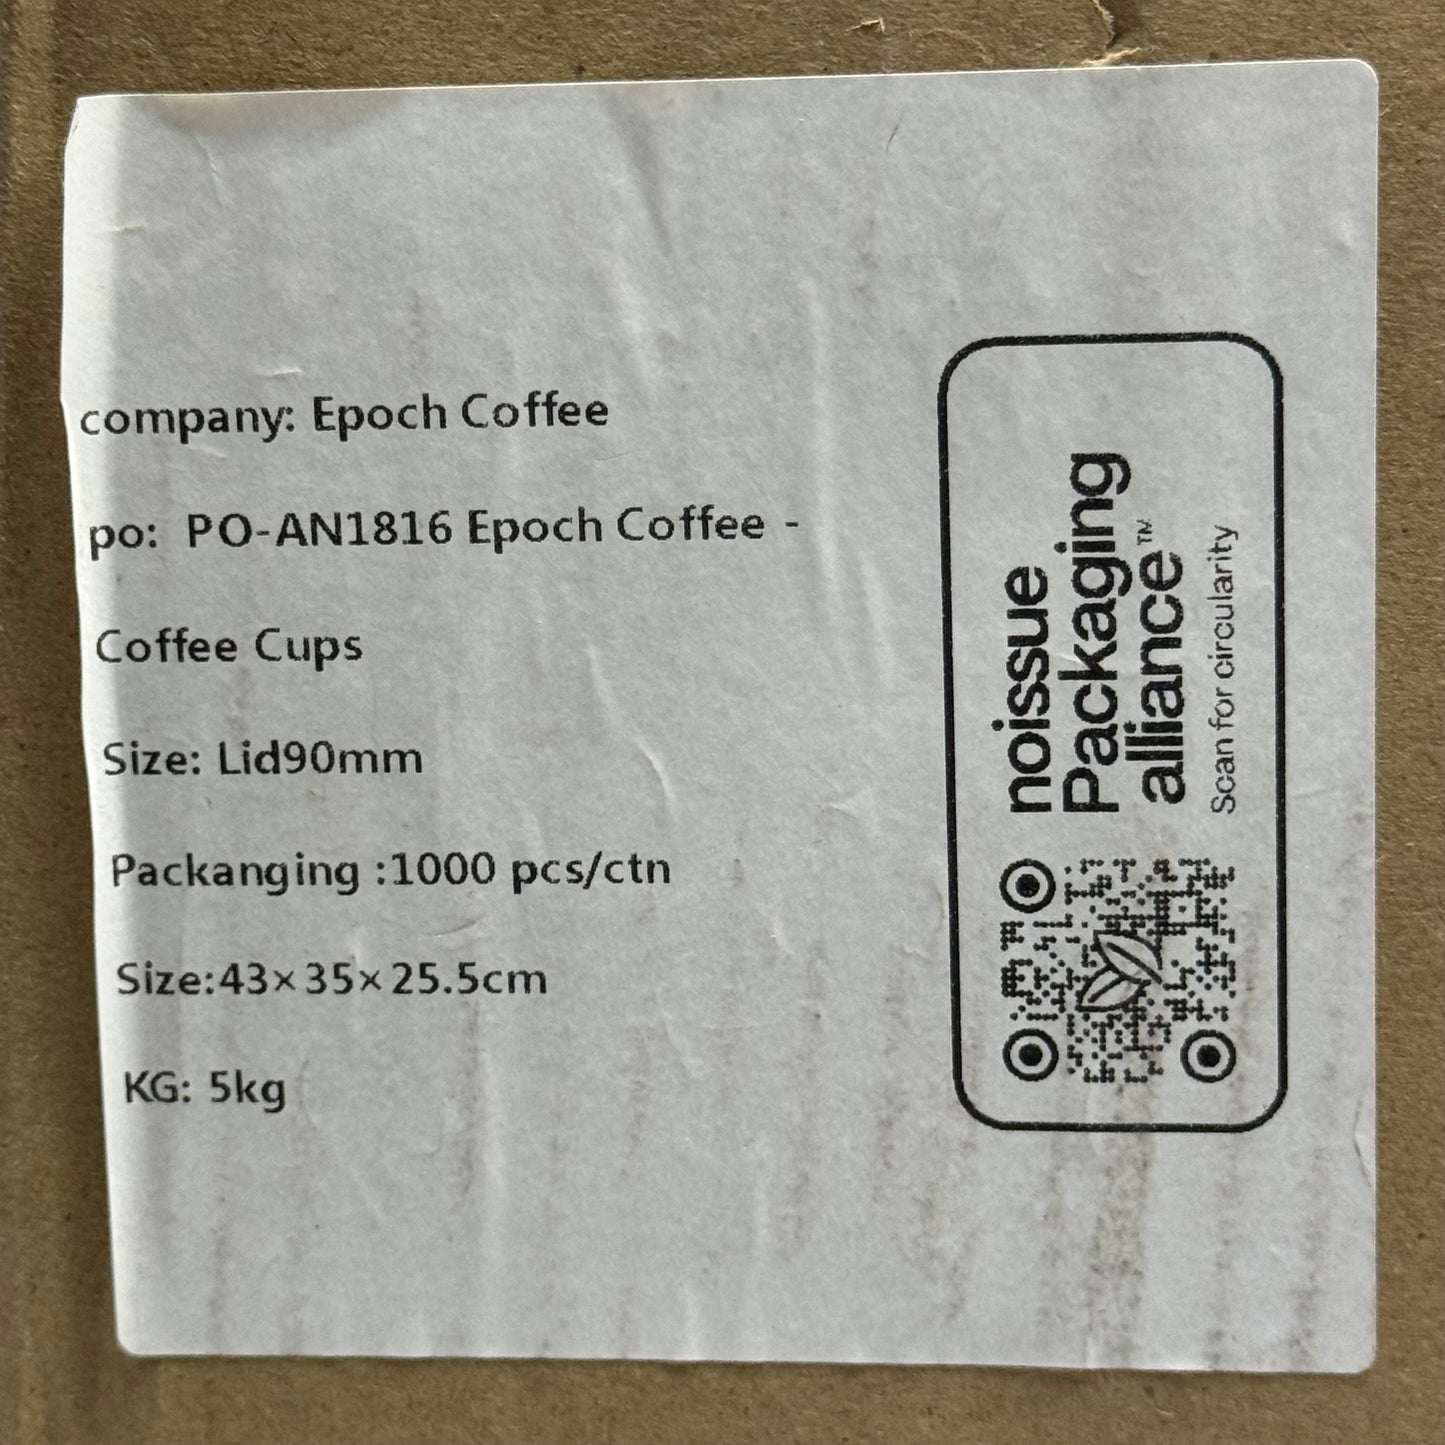 company: Epoch Coffee
po: PO-AN1816 Epoch Coffee -
Coffee Cups
Size: Lid90mm
Packanging :1000 pcs/ctn
Size:43×35×25.5cm
KG: 5kg
noissue
Packaging
alliance™
Scan for circularity